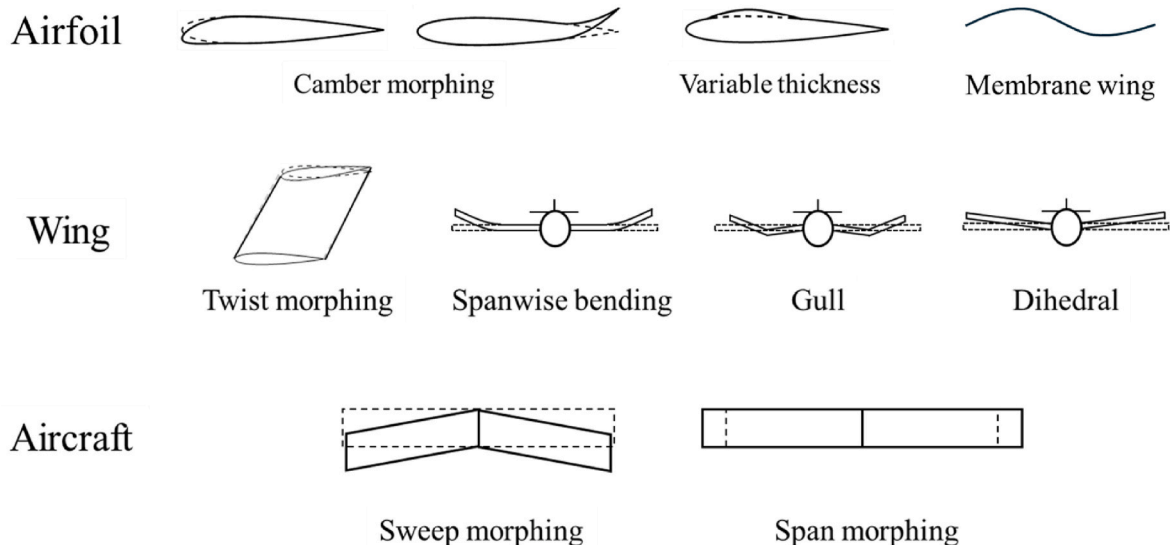 Airfoil
Camber morphing
Variable thickness
Membrane wing
Wing
Twist morphing
Spanwise bending
Gull
Dihedral
Aircraft
Sweep morphing
Span morphing